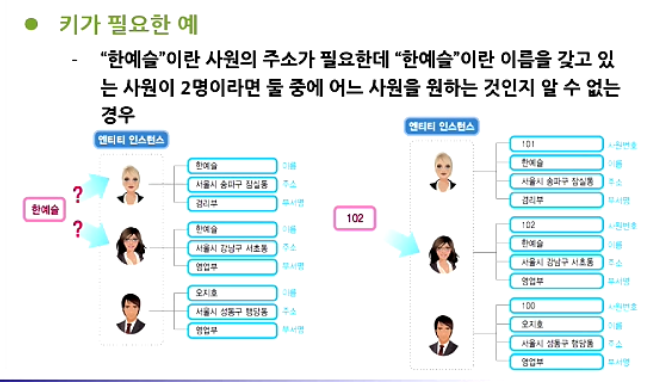 키가 필요한 예
- “한예슬”이란 사원의 주소가 필요한데 “한예슬”이란 이름을 갖고 있
는 사원이 2명이라면 둘 중에 어느 사원을 원하는 것인지 알 수 없는
경우
엔티티 인스턴스
한예슬
?
?
한예슬 이름
서울시 송파구 잠실동 주소
경리부 부서명
한예슬 이름
서울시 강남구 서초동 주소
영업부 부서명
오지호 이름
서울시 성동구 행당동 주소
영업부 부서명
엔티티 인스턴스
102
101 사원번호
한예슬 이름
서울시 송파구 잠실동 주소
경리부 부서명
102 사원번호
한예슬 이름
서울시 강남구 서초동 주소
영업부 부서명
100 사원번호
오지호 이름
서울시 성동구 행당동 주소
영업부 부서명